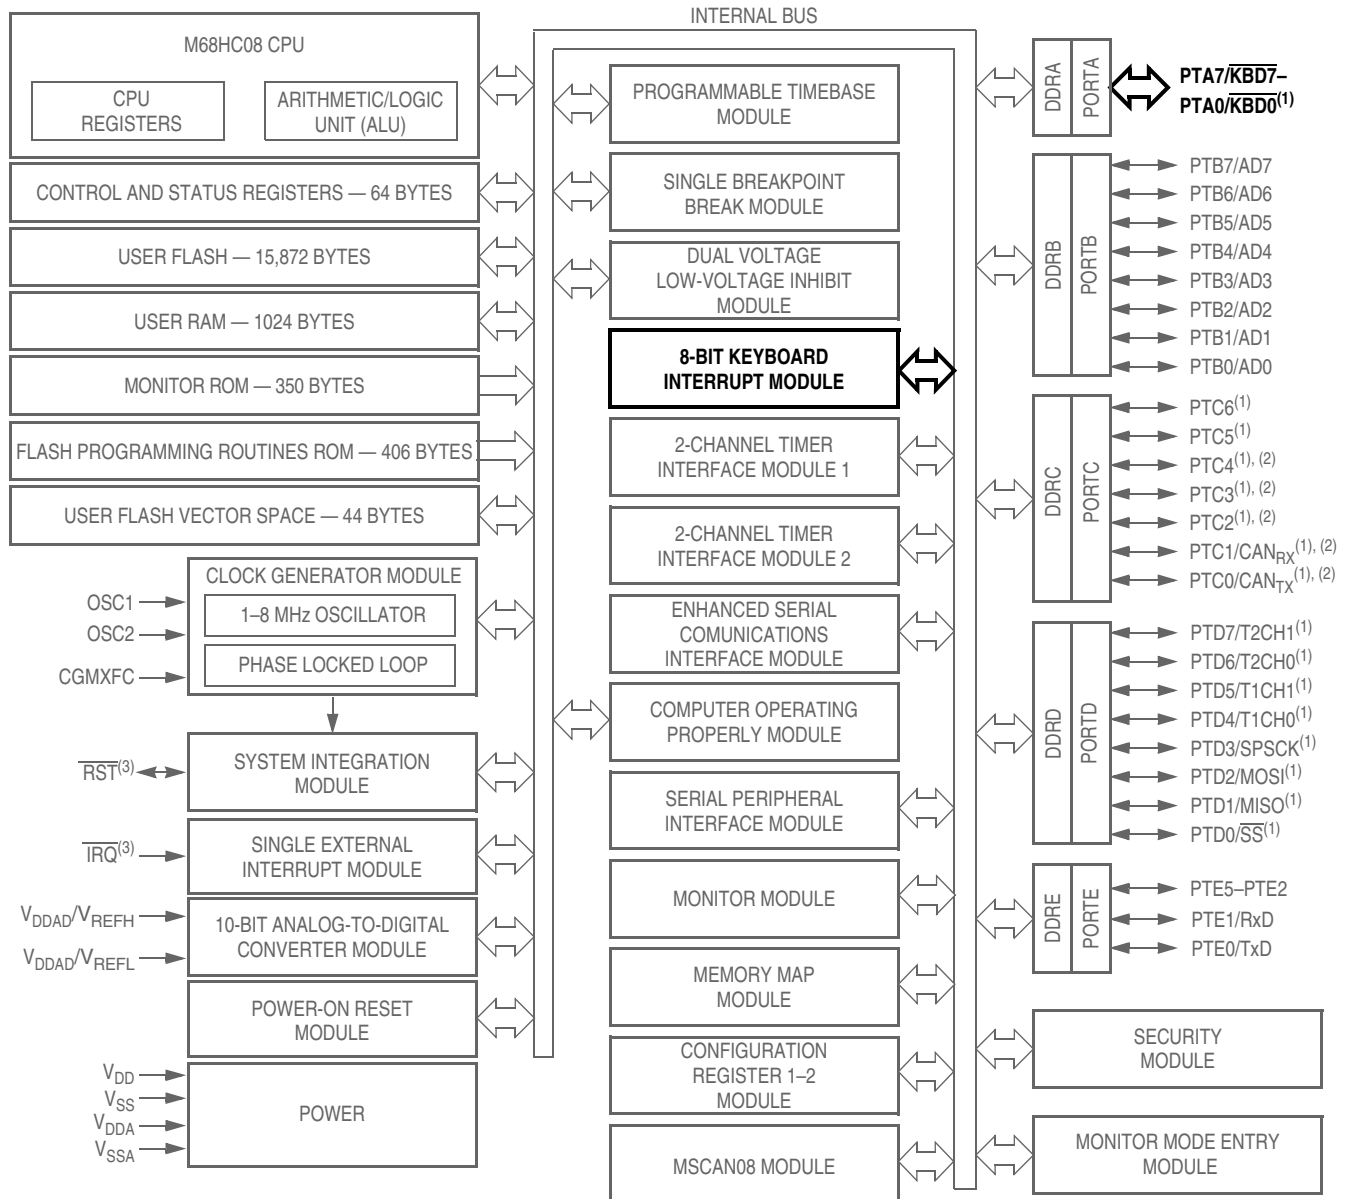 INTERNAL BUS
M68HC08 CPU
CPU
REGISTERS
ARITHMETIC/LOGIC
UNIT (ALU)
CONTROL AND STATUS REGISTERS — 64 BYTES
USER FLASH — 15,872 BYTES
USER RAM — 1024 BYTES
MONITOR ROM — 350 BYTES
FLASH PROGRAMMING ROUTINES ROM — 406 BYTES
USER FLASH VECTOR SPACE — 44 BYTES
CLOCK GENERATOR MODULE
1–8 MHz OSCILLATOR
PHASE LOCKED LOOP
OSC1
OSC2
CGMXFC
SYSTEM INTEGRATION
MODULE
RST(3)
SINGLE EXTERNAL
INTERRUPT MODULE
IRQ(3)
10-BIT ANALOG-TO-DIGITAL
CONVERTER MODULE
VDDAD/VREFH
VDDAD/VREFL
POWER-ON RESET
MODULE
POWER
VDD
VSS
VDDA
VSSA
PROGRAMMABLE TIMEBASE
MODULE
SINGLE BREAKPOINT
BREAK MODULE
DUAL VOLTAGE
LOW-VOLTAGE INHIBIT
MODULE
8-BIT KEYBOARD
INTERRUPT MODULE
2-CHANNEL TIMER
INTERFACE MODULE 1
2-CHANNEL TIMER
INTERFACE MODULE 2
ENHANCED SERIAL
COMUNICATIONS
INTERFACE MODULE
COMPUTER OPERATING
PROPERLY MODULE
SERIAL PERIPHERAL
INTERFACE MODULE
MONITOR MODULE
MEMORY MAP
MODULE
CONFIGURATION
REGISTER 1–2
MODULE
MSCAN08 MODULE
DDRA
PORTA
PTA7/KBD7–
PTA0/KBD0(1)
DDRB
PORTB
PTB7/AD7
PTB6/AD6
PTB5/AD5
PTB4/AD4
PTB3/AD3
PTB2/AD2
PTB1/AD1
PTB0/AD0
DDRC
PORTC
PTC6(1)
PTC5(1)
PTC4(1), (2)
PTC3(1), (2)
PTC2(1), (2)
PTC1/CANRX(1), (2)
PTC0/CANTX(1), (2)
DDRD
PORTD
PTD7/T2CH1(1)
PTD6/T2CH0(1)
PTD5/T1CH1(1)
PTD4/T1CH0(1)
PTD3/SPSCK(1)
PTD2/MOSI(1)
PTD1/MISO(1)
PTD0/SS(1)
DDRE
PORTE
PTE5–PTE2
PTE1/RxD
PTE0/TxD
SECURITY
MODULE
MONITOR MODE ENTRY
MODULE